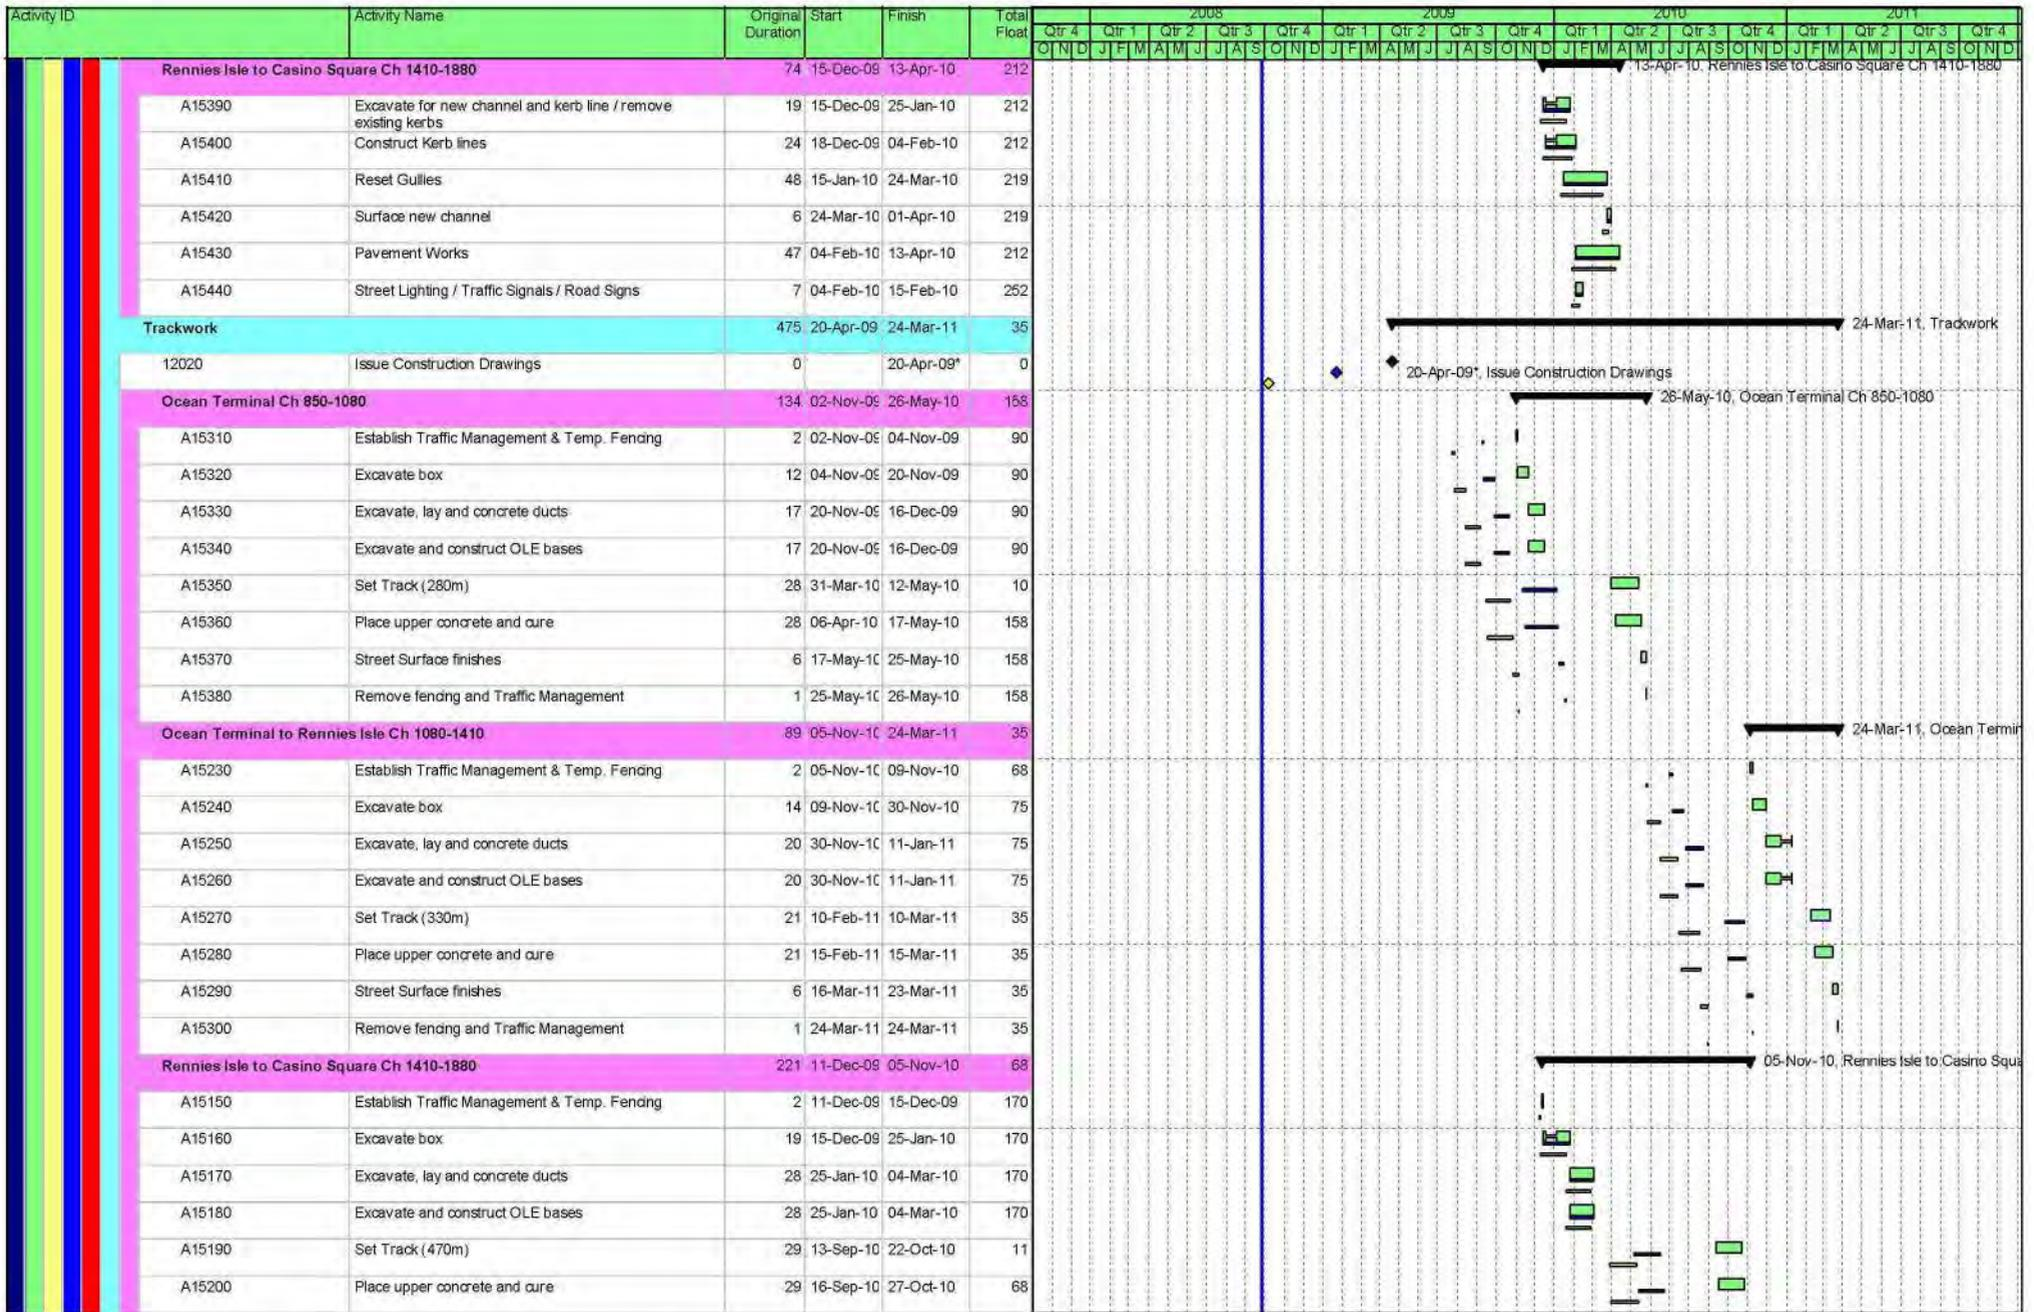 Activity ID Activity Name Original Duration Start Finish Total Float
2008 2009 2010 2011
Qtr 4 Qtr 1 Qtr 2 Qtr 3 Qtr 4 Qtr 1 Qtr 2 Qtr 3 Qtr 4 Qtr 1 Qtr 2 Qtr 3 Qtr 4 Qtr 1 Qtr 2 Qtr 3 Qtr 4
O N D J F M A M J J A S O N D J F M A M J J A S O N D J F M A M J J A S O N D J F M A M J J A S O N D
Rennies Isle to Casino Square Ch 1410-1880 74 15-Dec-09 13-Apr-10 212 13-Apr-10, Rennies Isle to Casino Square Ch 1410-1880
A15390 Excavate for new channel and kerb line / remove existing kerbs 19 15-Dec-09 25-Jan-10 212
A15400 Construct Kerb lines 24 18-Dec-09 04-Feb-10 212
A15410 Reset Gullies 48 15-Jan-10 24-Mar-10 219
A15420 Surface new channel 6 24-Mar-10 01-Apr-10 219
A15430 Pavement Works 47 04-Feb-10 13-Apr-10 212
A15440 Street Lighting / Traffic Signals / Road Signs 7 04-Feb-10 15-Feb-10 252
Trackwork 475 20-Apr-09 24-Mar-11 35 24-Mar-11, Trackwork
12020 Issue Construction Drawings 0 20-Apr-09* 0 20-Apr-09*, Issue Construction Drawings
Ocean Terminal Ch 850-1080 134 02-Nov-09 26-May-10 158 26-May-10, Ocean Terminal Ch 850-1080
A15310 Establish Traffic Management & Temp. Fencing 2 02-Nov-09 04-Nov-09 90
A15320 Excavate box 12 04-Nov-09 20-Nov-09 90
A15330 Excavate, lay and concrete ducts 17 20-Nov-09 16-Dec-09 90
A15340 Excavate and construct OLE bases 17 20-Nov-09 16-Dec-09 90
A15350 Set Track (280m) 28 31-Mar-10 12-May-10 10
A15360 Place upper concrete and cure 28 06-Apr-10 17-May-10 158
A15370 Street Surface finishes 6 17-May-10 25-May-10 158
A15380 Remove fencing and Traffic Management 1 25-May-10 26-May-10 158
Ocean Terminal to Rennies Isle Ch 1080-1410 89 05-Nov-10 24-Mar-11 35 24-Mar-11, Ocean Termin
A15230 Establish Traffic Management & Temp. Fencing 2 05-Nov-10 09-Nov-10 68
A15240 Excavate box 14 09-Nov-10 30-Nov-10 75
A15250 Excavate, lay and concrete ducts 20 30-Nov-10 11-Jan-11 75
A15260 Excavate and construct OLE bases 20 30-Nov-10 11-Jan-11 75
A15270 Set Track (330m) 21 10-Feb-11 10-Mar-11 35
A15280 Place upper concrete and cure 21 15-Feb-11 15-Mar-11 35
A15290 Street Surface finishes 6 16-Mar-11 23-Mar-11 35
A15300 Remove fencing and Traffic Management 1 24-Mar-11 24-Mar-11 35
Rennies Isle to Casino Square Ch 1410-1880 221 11-Dec-09 05-Nov-10 68 05-Nov-10, Rennies Isle to Casino Squa
A15150 Establish Traffic Management & Temp. Fencing 2 11-Dec-09 15-Dec-09 170
A15160 Excavate box 19 15-Dec-09 25-Jan-10 170
A15170 Excavate, lay and concrete ducts 28 25-Jan-10 04-Mar-10 170
A15180 Excavate and construct OLE bases 28 25-Jan-10 04-Mar-10 170
A15190 Set Track (470m) 29 13-Sep-10 22-Oct-10 11
A15200 Place upper concrete and cure 29 16-Sep-10 27-Oct-10 68